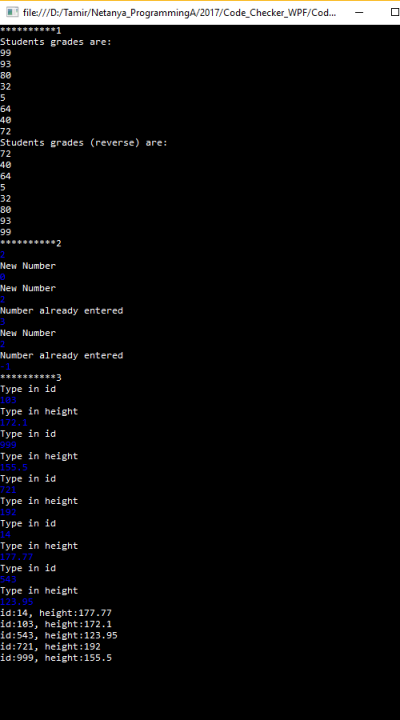 file:///D:/Tamir/Netanya_ProgrammingA/2017/Code_Checker_WPF/Cod...
**********1
Students grades are:
99
93
80
32
5
64
40
72
Students grades (reverse) are:
72
40
64
5
32
80
93
99
**********2
2
New Number
0
New Number
2
Number already entered
3
New Number
2
Number already entered
-1
**********3
Type in id
103
Type in height
172.1
Type in id
999
Type in height
155.5
Type in id
721
Type in height
192
Type in id
14
Type in height
177.77
Type in id
543
Type in height
123.95
id:14, height:177.77
id:103, height:172.1
id:543, height:123.95
id:721, height:192
id:999, height:155.5